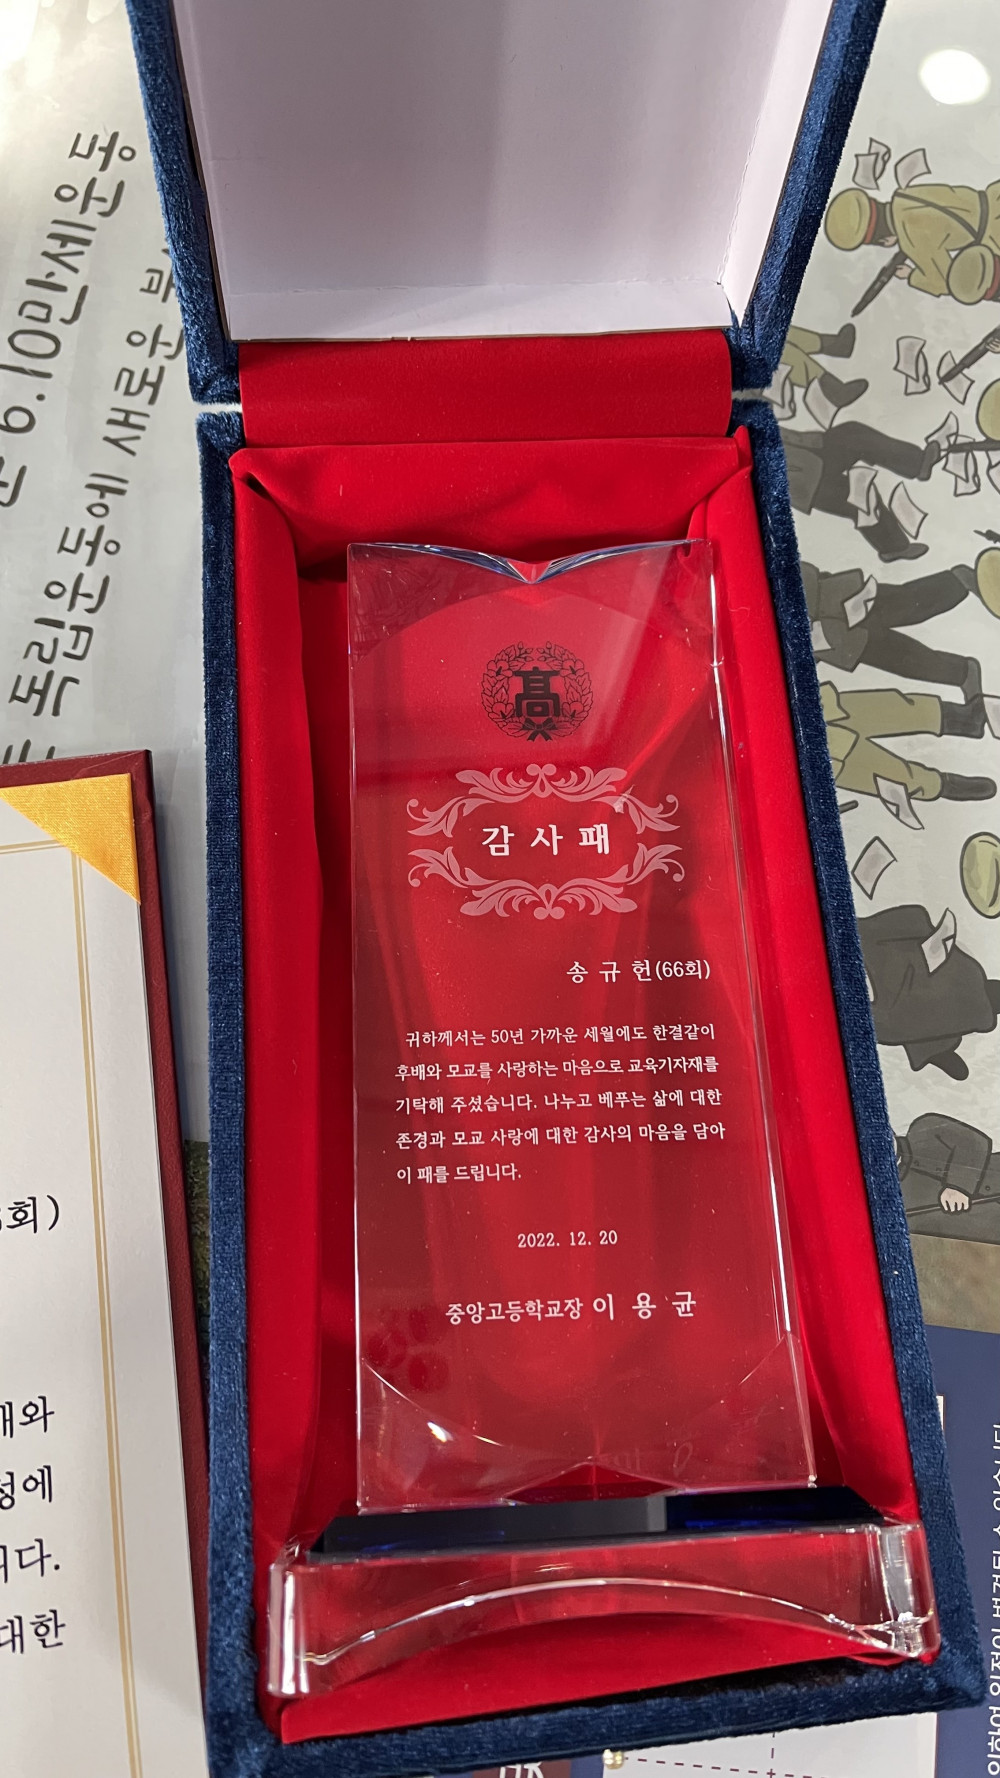 高
감 사 패
송 규 헌(66회)
귀하께서는 50년 가까운 세월에도 한결같이
후배와 모교를 사랑하는 마음으로 교육기자재를
기탁해 주셨습니다. 나누고 베푸는 삶에 대한
존경과 모교 사랑에 대한 감사의 마음을 담아
이 패를 드립니다.
2022. 12. 20
중앙고등학교장 이 용 균
회)
와
에
다.
대한
독립운동 새로운
6.10만세운동